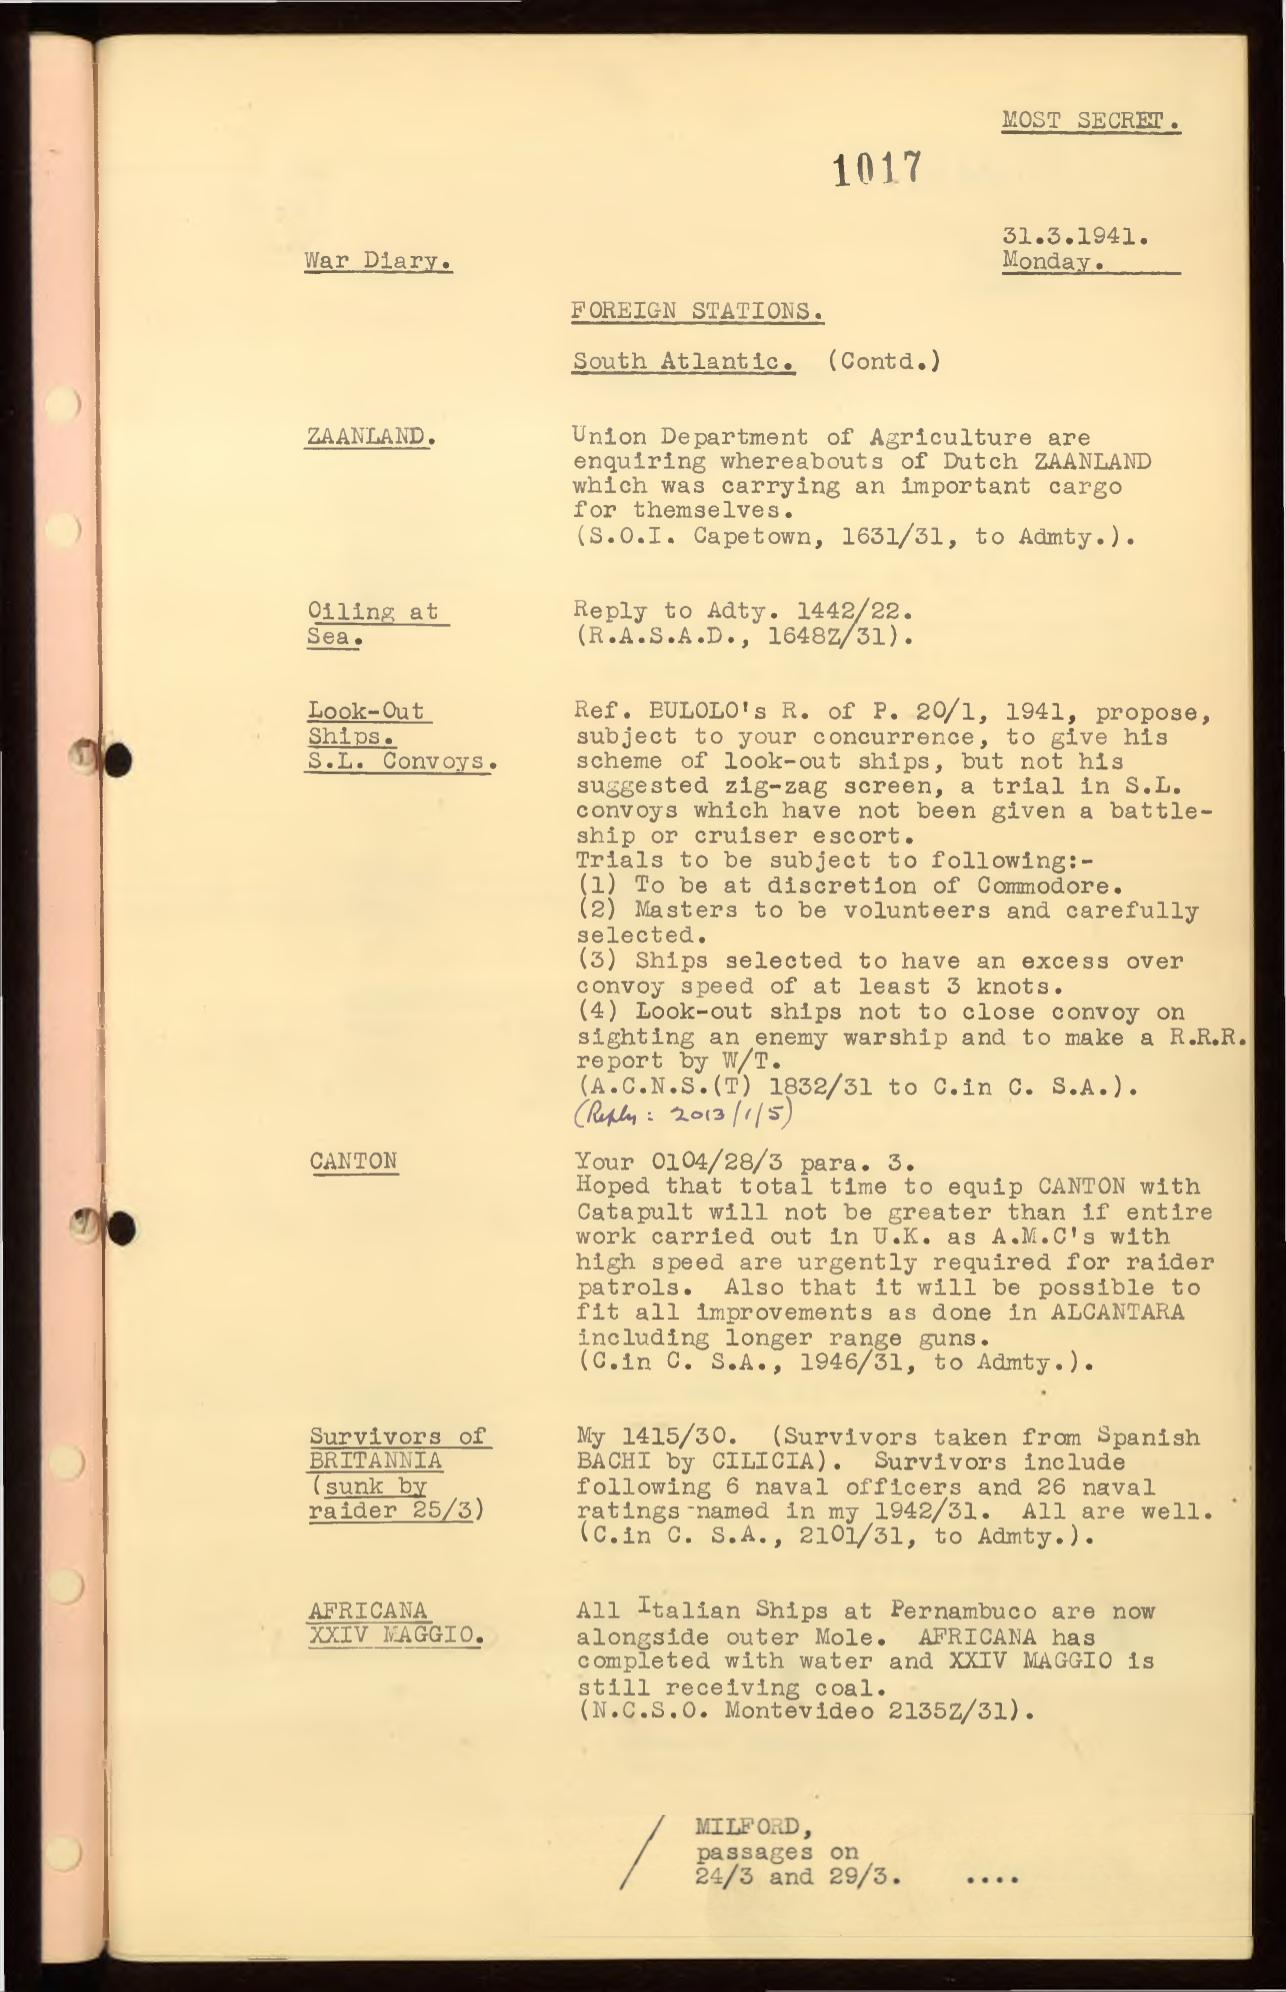 MOST SECRET.
1017
31.3.1941.
War Diary.
Monday.
FOREIGN STATIONS.
South Atlantic. (Contd.)
ZAANLAND.
Union Department of Agriculture are
enquiring whereabouts of Dutch ZAANLAND
which was carrying an important cargo
for themselves.
(S.O.I. Capetown, 1631/31, to Admty.).
Oiling at
Sea.
Reply to Adty. 1442/22.
(R.A.S.A.D., 1648Z/31).
Look-Out
Ships.
S.L. Convoys.
Ref. BULOLO's R. of P. 20/1, 1941, propose,
subject to your concurrence, to give his
scheme of look-out ships, but not his
suggested zig-zag screen, a trial in S.L.
convoys which have not been given a battle-
ship or cruiser escort.
Trials to be subject to following:-
(1) To be at discretion of Commodore.
(2) Masters to be volunteers and carefully
selected.
(3) Ships selected to have an excess over
convoy speed of at least 3 knots.
(4) Look-out ships not to close convoy on
sighting an enemy warship and to make a R.R.R.
report by W/T.
(A.C.N.S.(T) 1832/31 to C.in C. S.A.).
(Reply: 2013/1/5)
CANTON
Your 0104/28/3 para. 3.
Hoped that total time to equip CANTON with
Catapult will not be greater than if entire
work carried out in U.K. as A.M.C's with
high speed are urgently required for raider
patrols. Also that it will be possible to
fit all improvements as done in ALCANTARA
including longer range guns.
(C.in C. S.A., 1946/31, to Admty.).
Survivors of
BRITANNIA
(sunk by
raider 25/3)
My 1415/30. (Survivors taken from Spanish
BACHI by CILICIA). Survivors include
following 6 naval officers and 26 naval
ratings named in my 1942/31. All are well.
(C.in C. S.A., 2101/31, to Admty.).
AFRICANA
XXIV MAGGIO.
All Italian Ships at Pernambuco are now
alongside outer Mole. AFRICANA has
completed with water and XXIV MAGGIO is
still receiving coal.
(N.C.S.O. Montevideo 2135Z/31).
/ MILFORD,
passages on
24/3 and 29/3. ....